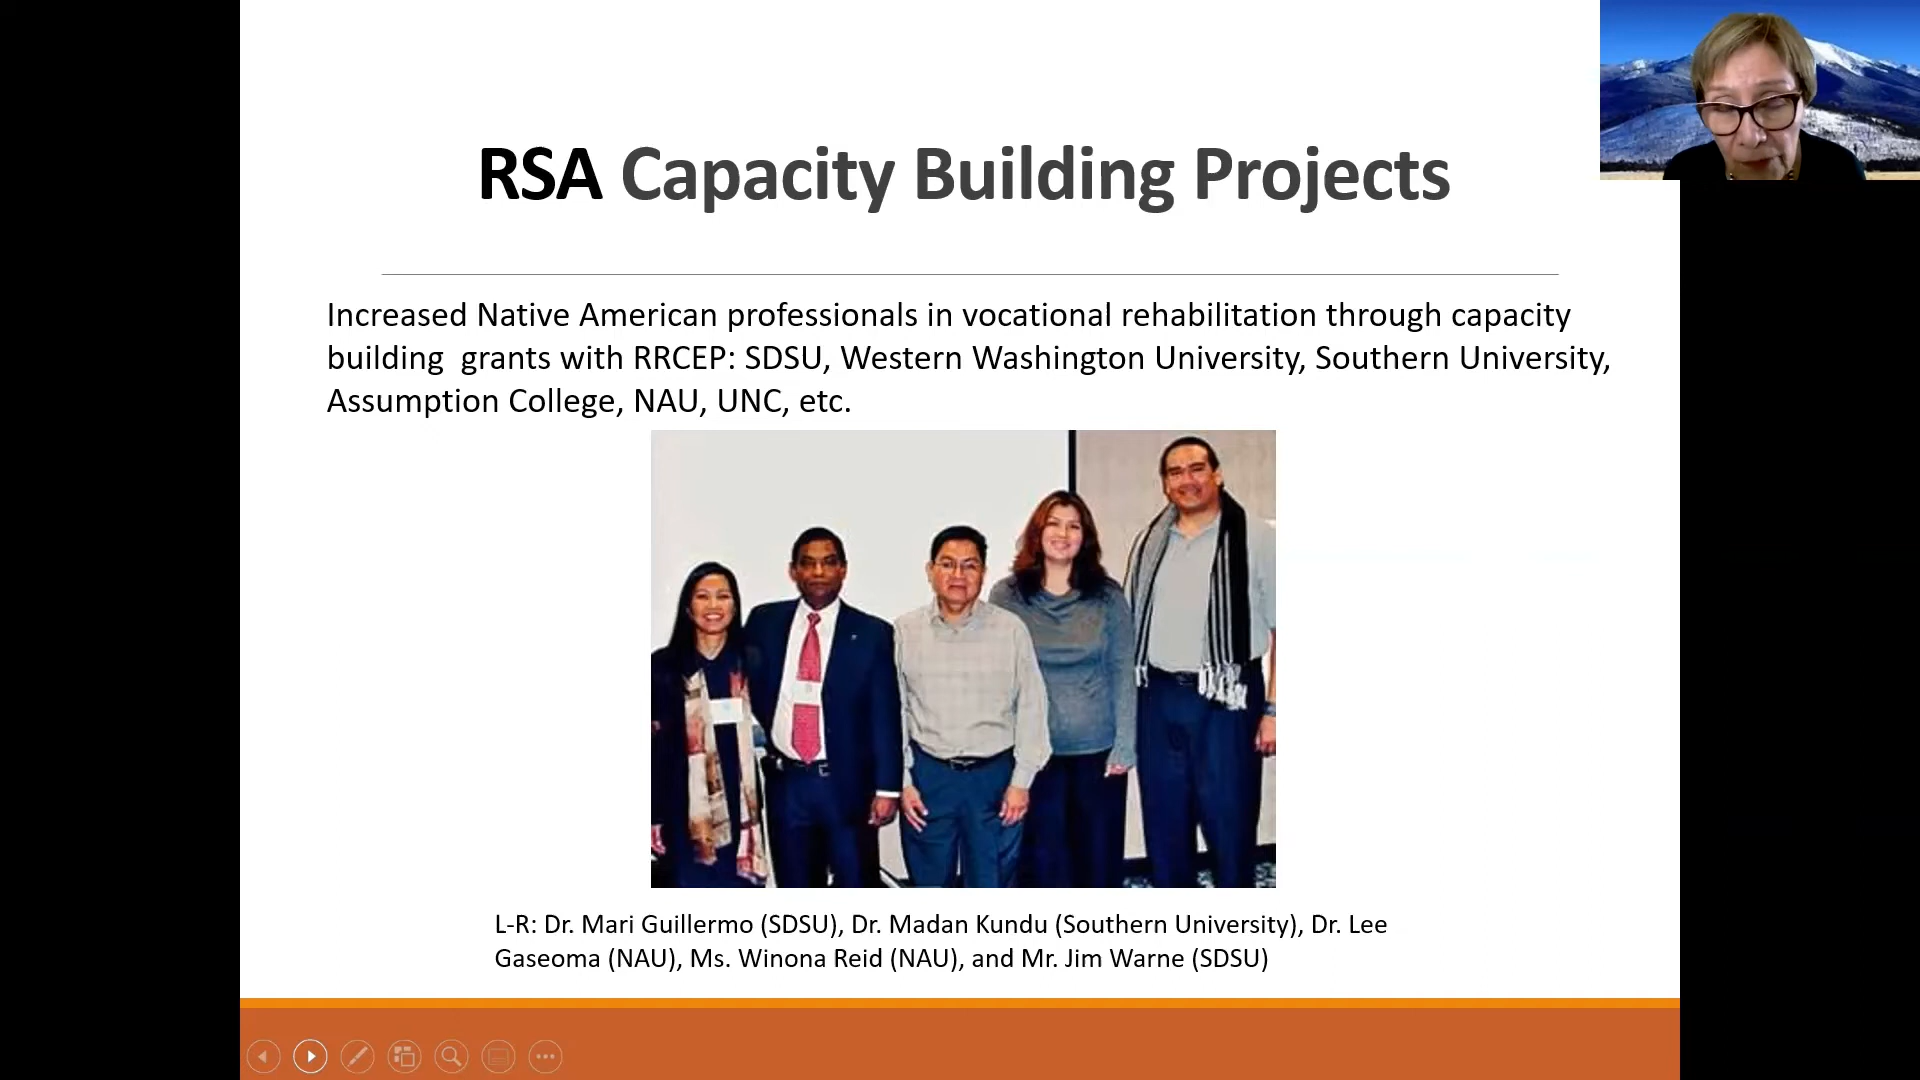 RSA Capacity Building Projects
Increased Native American professionals in vocational rehabilitation through capacity
building  grants with RRCEP: SDSU, Western Washington University, Southern University,
Assumption College, NAU, UNC, etc.
L-R: Dr. Mari Guillermo (SDSU), Dr. Madan Kundu (Southern University), Dr. Lee
Gaseoma (NAU), Ms. Winona Reid (NAU), and Mr. Jim Warne (SDSU)